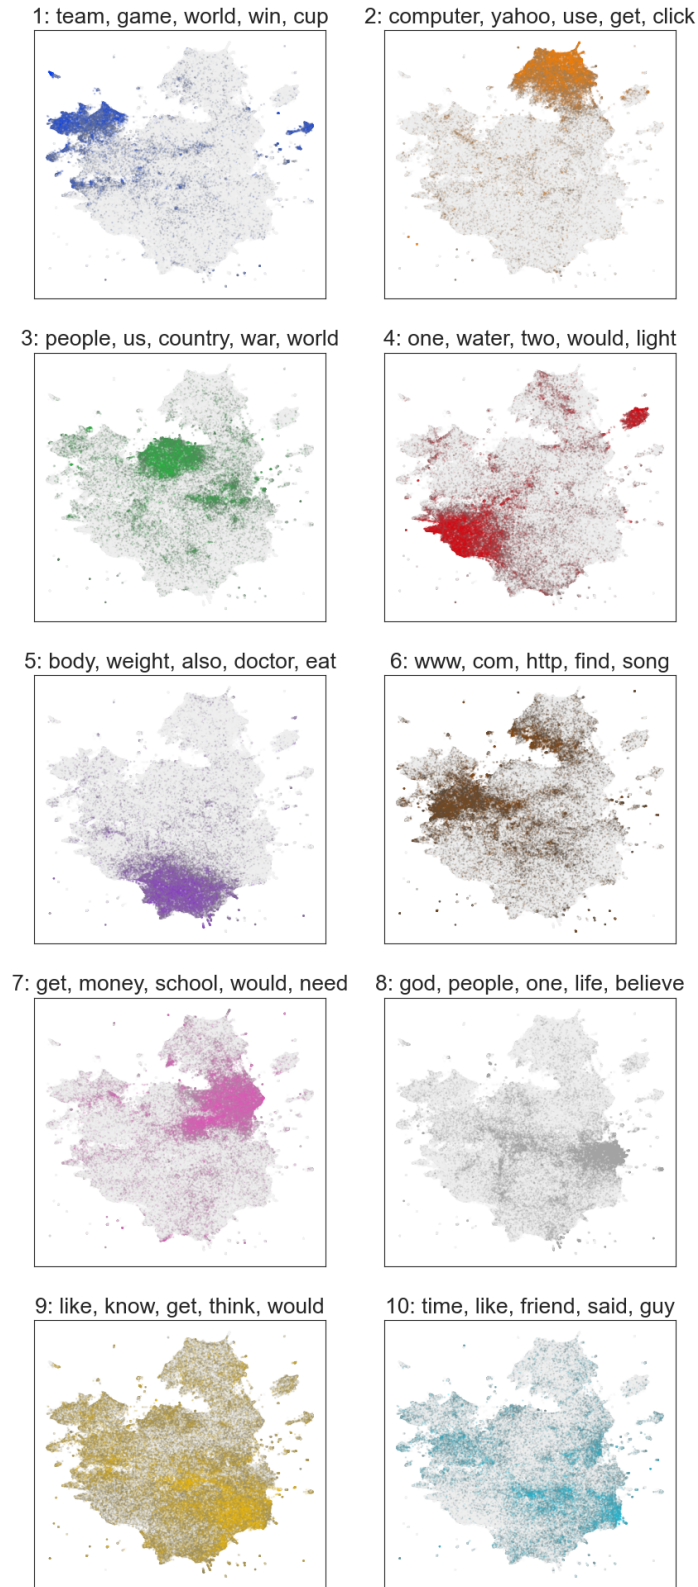 1: team, game, world, win, cup
2: computer, yahoo, use, get, click
3: people, us, country, war, world
4: one, water, two, would, light
5: body, weight, also, doctor, eat
6: www, com, http, find, song
7: get, money, school, would, need
8: god, people, one, life, believe
9: like, know, get, think, would
10: time, like, friend, said, guy